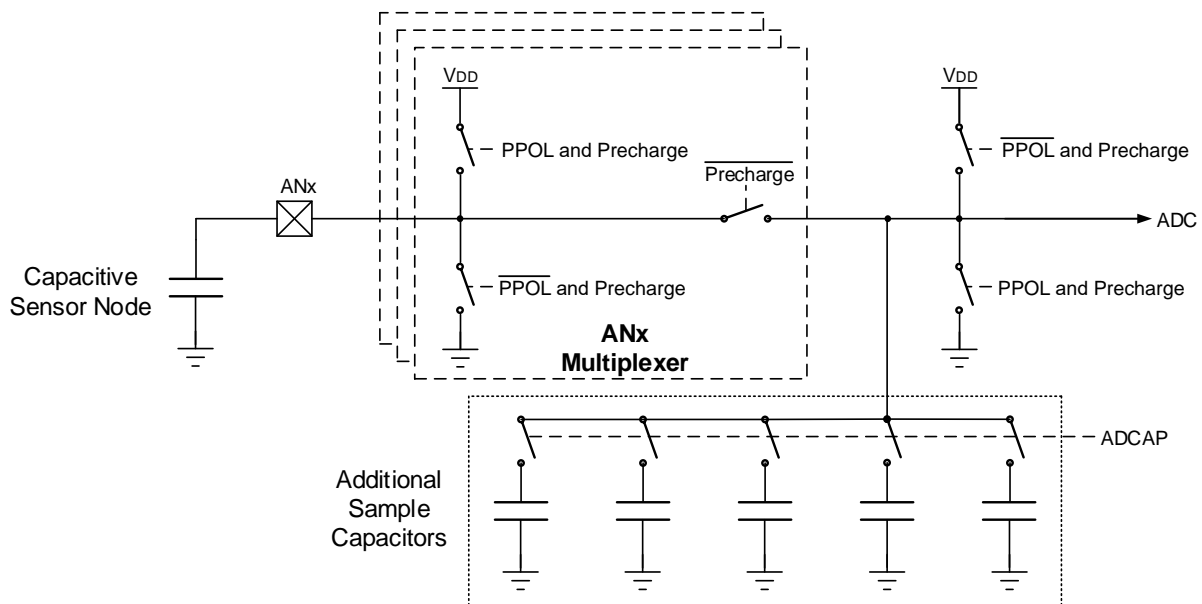 VDD
VDD
PPOL and Precharge
PPOL and Precharge
Precharge
ANx
ADC
Capacitive
Sensor Node
PPOL and Precharge
PPOL and Precharge
ANx
Multiplexer
ADCAP
Additional
Sample
Capacitors